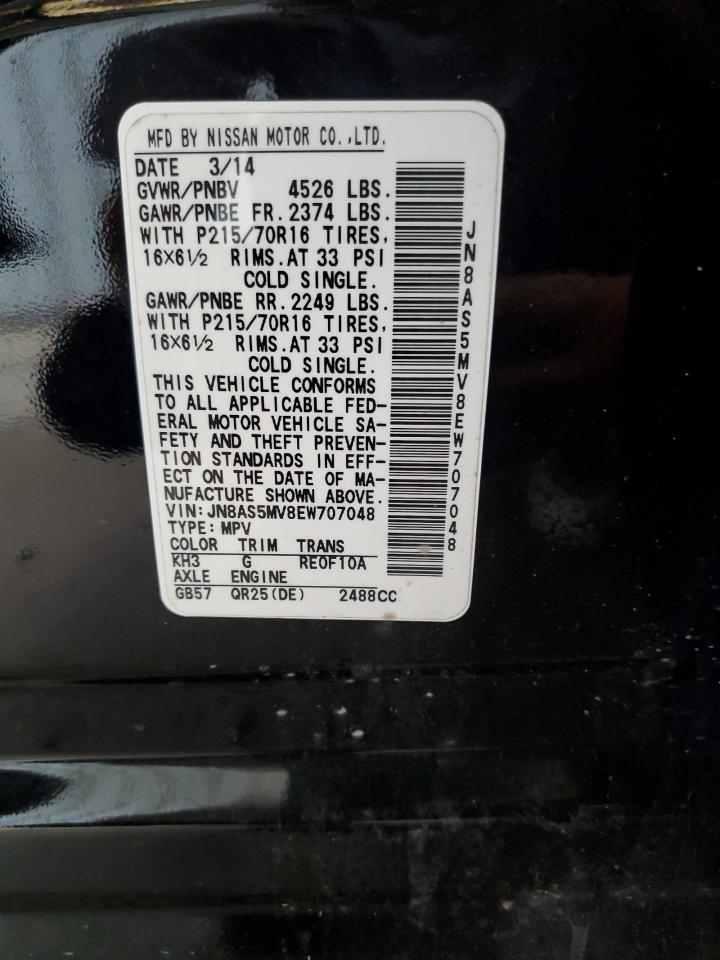 MFD BY NISSAN MOTOR CO.,LTD.
DATE 3/14
GVWR/PNBV 4526 LBS.
GAWR/PNBE FR. 2374 LBS.
WITH P215/70R16 TIRES,
16×6½ RIMS.AT 33 PSI
COLD SINGLE.
GAWR/PNBE RR. 2249 LBS.
WITH P215/70R16 TIRES,
16×6½ RIMS.AT 33 PSI
COLD SINGLE.
THIS VEHICLE CONFORMS
TO ALL APPLICABLE FED-
ERAL MOTOR VEHICLE SA-
FETY AND THEFT PREVEN-
TION STANDARDS IN EFF-
ECT ON THE DATE OF MA-
NUFACTURE SHOWN ABOVE.
VIN:JN8AS5MV8EW707048
TYPE:MPV
COLOR TRIM TRANS
KH3 G RE0F10A
AXLE ENGINE
GB57 QR25(DE) 2488CC
JN8AS5MV8EW707048